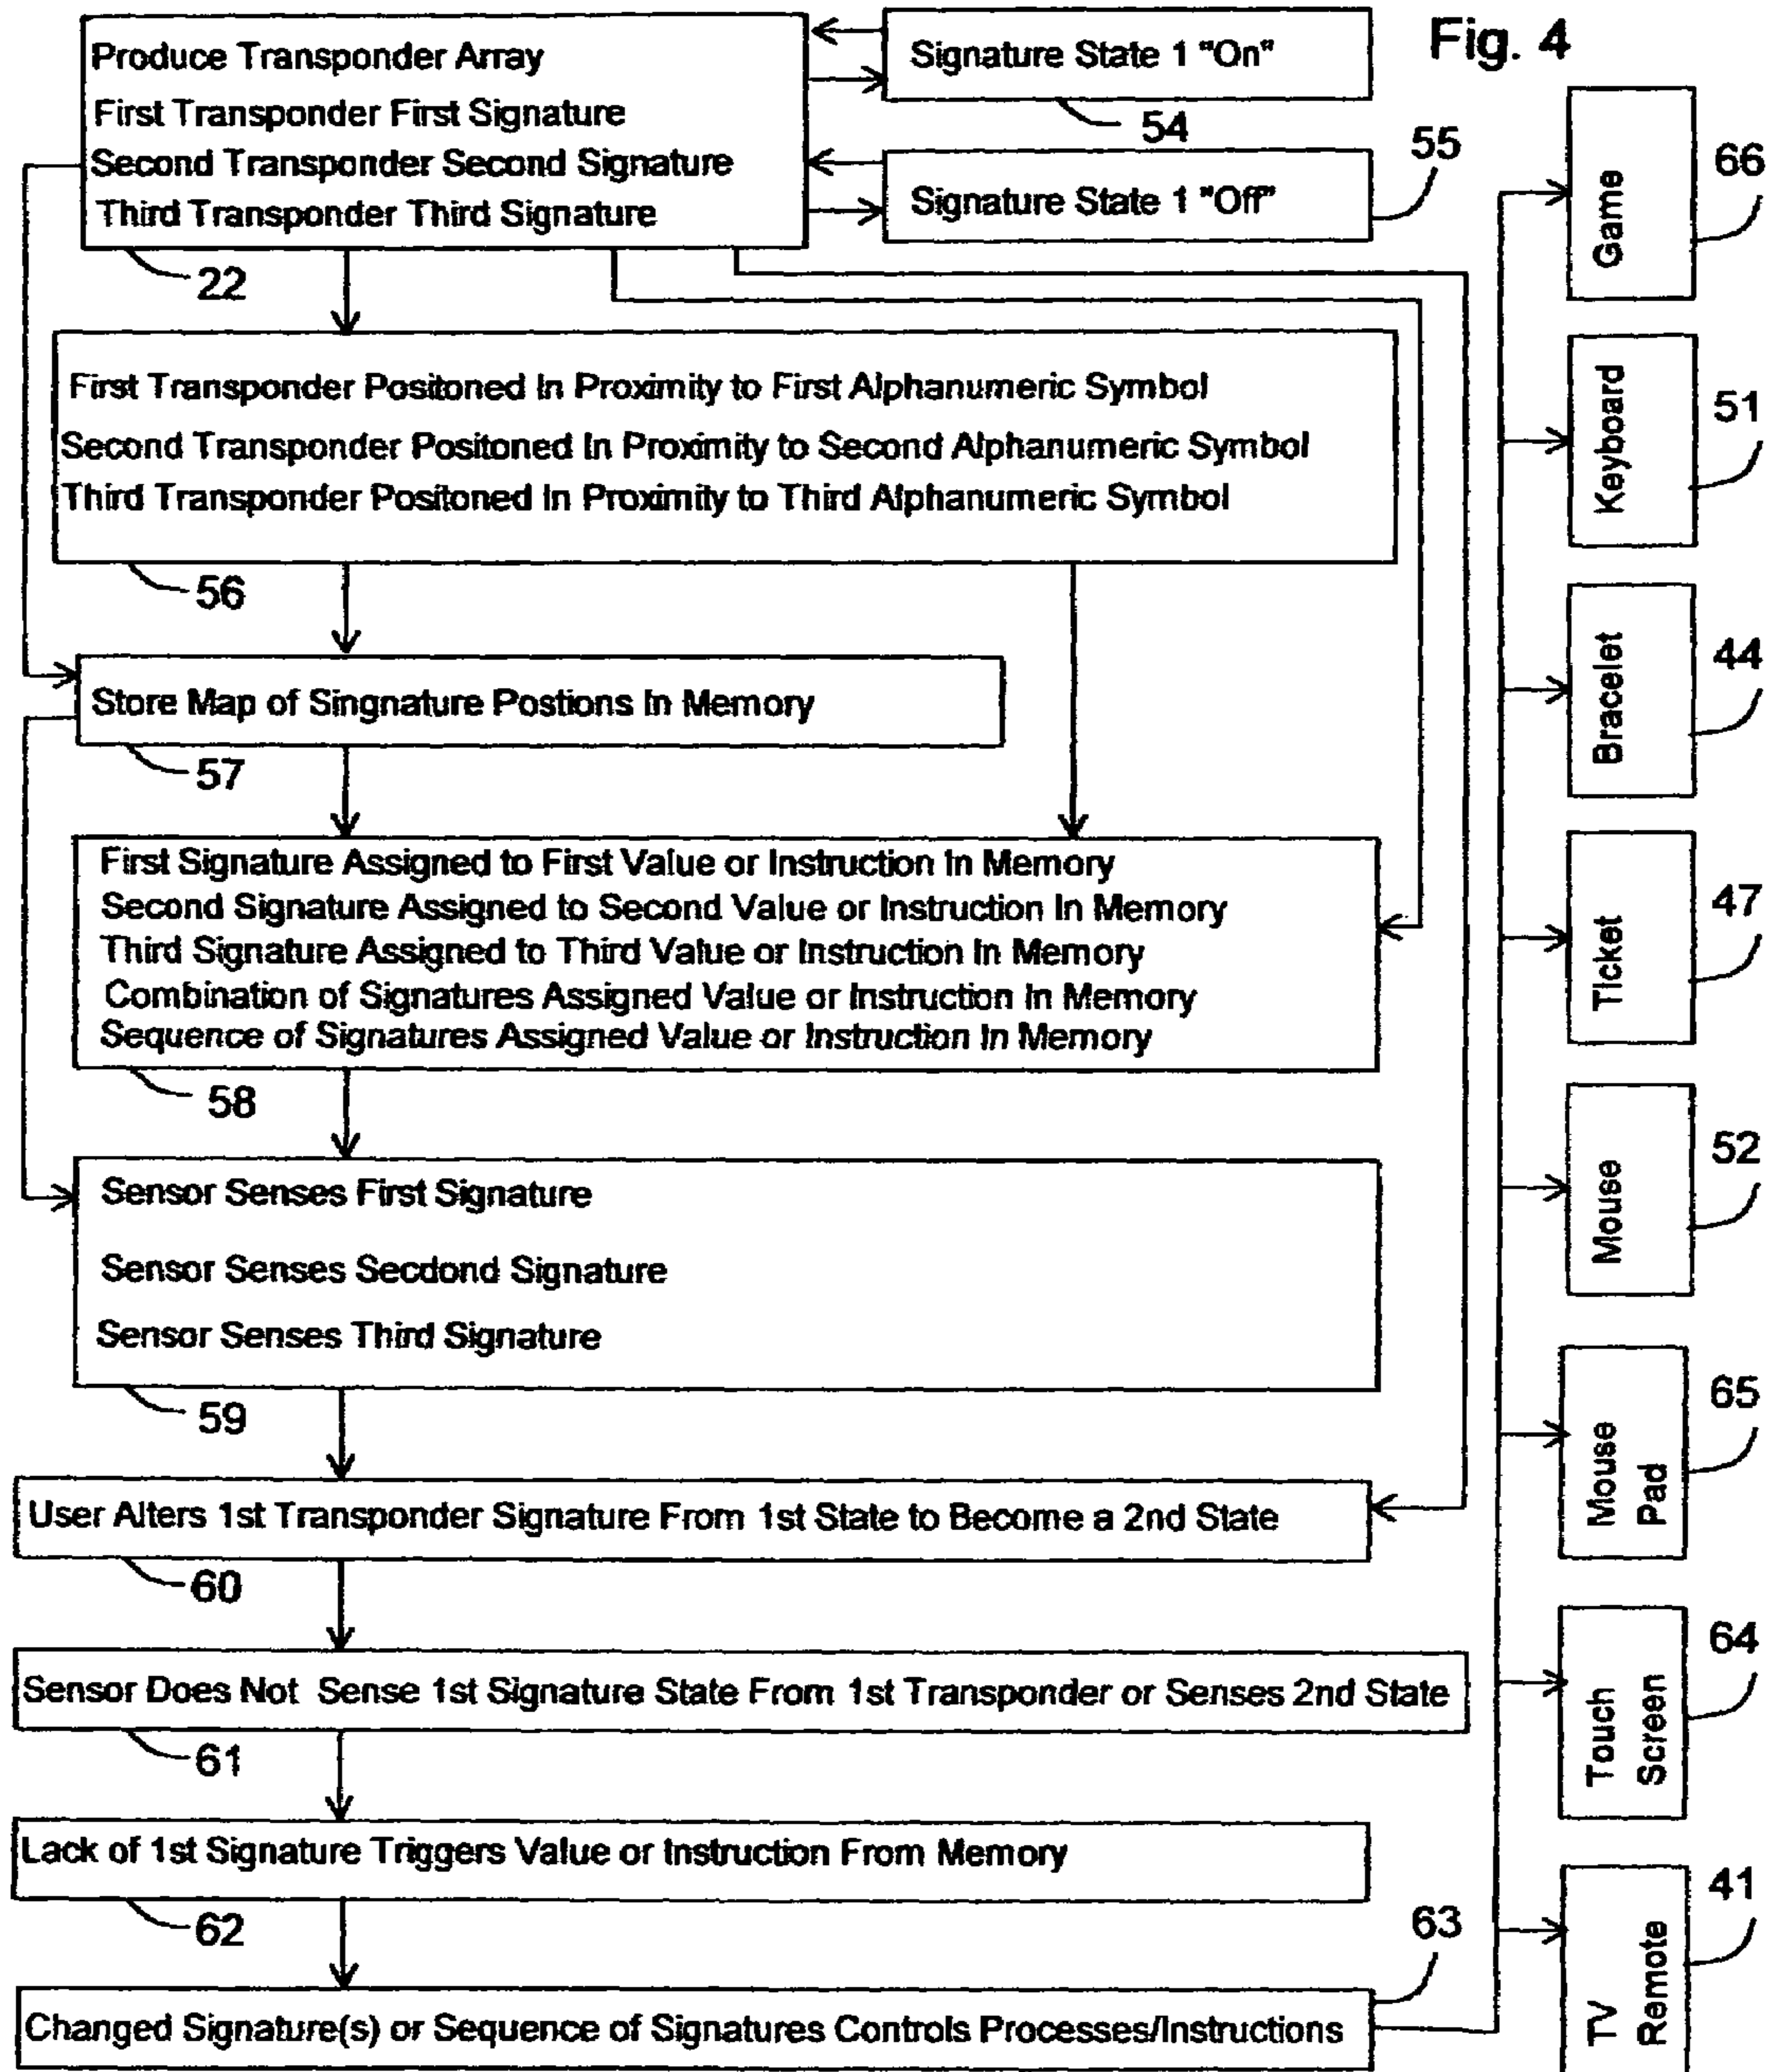 Fig. 4
Produce Transponder Array
First Transponder First Signature
Second Transponder Second Signature
Third Transponder Third Signature
22
Signature State 1 "On"
54
Signature State 1 "Off"
55
First Transponder Positoned In Proximity to First Alphanumeric Symbol
Second Transponder Positoned In Proximity to Second Alphanumeric Symbol
Third Transponder Positoned In Proximity to Third Alphanumeric Symbol
56
Store Map of Singnature Postions In Memory
57
First Signature Assigned to First Value or Instruction In Memory
Second Signature Assigned to Second Value or Instruction In Memory
Third Signature Assigned to Third Value or Instruction In Memory
Combination of Signatures Assigned Value or Instruction In Memory
Sequence of Signatures Assigned Value or Instruction In Memory
58
Sensor Senses First Signature
Sensor Senses Secdond Signature
Sensor Senses Third Signature
59
User Alters 1st Transponder Signature From 1st State to Become a 2nd State
60
Sensor Does Not Sense 1st Signature State From 1st Transponder or Senses 2nd State
61
Lack of 1st Signature Triggers Value or Instruction From Memory
62
Changed Signature(s) or Sequence of Signatures Controls Processes/Instructions
63
Game
66
Keyboard
51
Bracelet
44
Ticket
47
Mouse
52
Mouse
Pad
65
Touch
Screen
64
TV
Remote
41